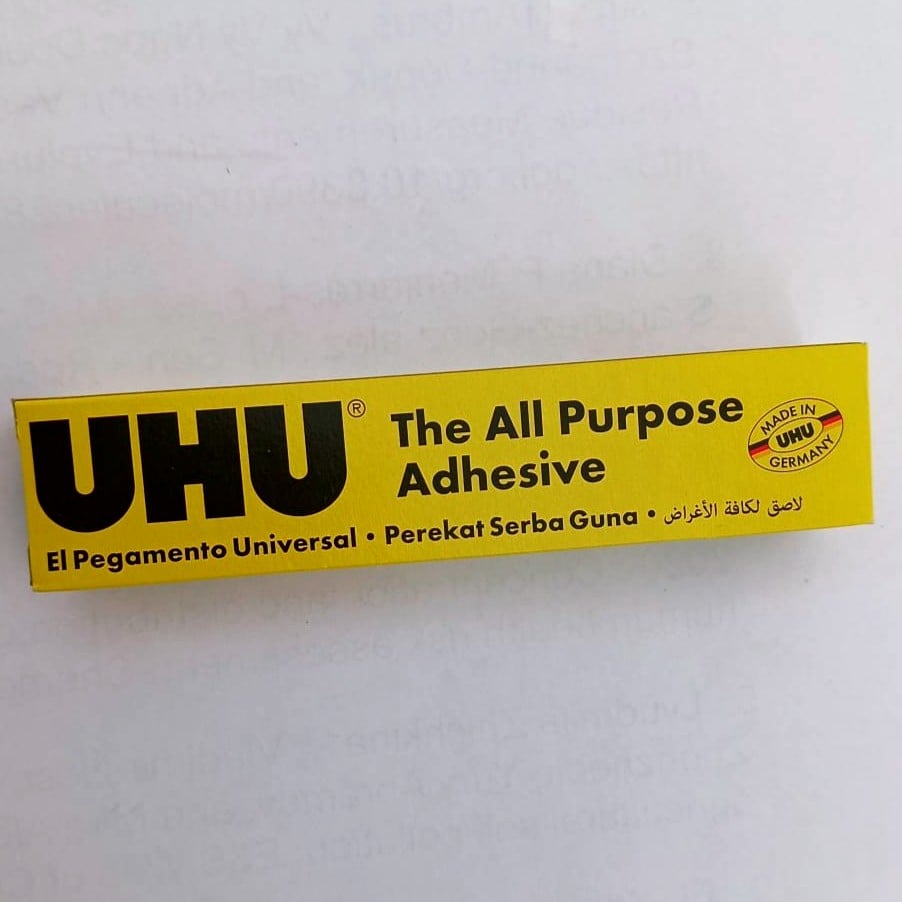 UHU®
The All Purpose
Adhesive
MADE IN
UHU
GERMANY
El Pegamento Universal • Perekat Serba Guna • لاصق لكافة الأغراض